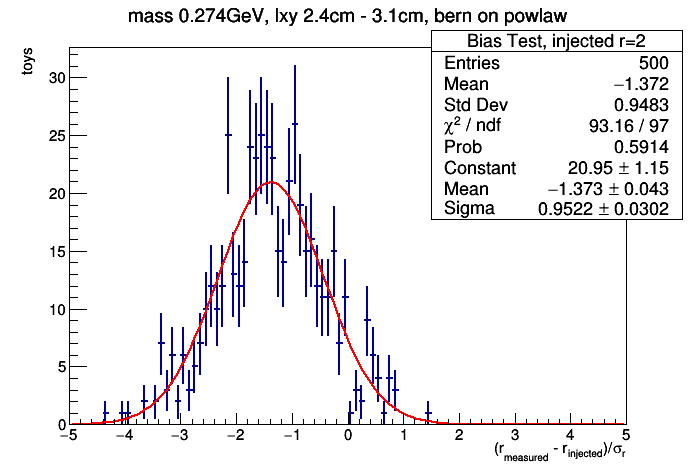 mass 0.274GeV, lxy 2.4cm - 3.1cm, bern on powlaw
Bias Test, injected r=2
Entries 500
Mean −1.372
Std Dev 0.9483
χ² / ndf 93.16 / 97
Prob 0.5914
Constant 20.95 ± 1.15
Mean −1.373 ± 0.043
Sigma 0.9522 ± 0.0302
toys
30
25
20
15
10
5
0
−5 −4 −3 −2 −1 0 1 2 3 4 5
(r_measured - r_injected)/σ_r